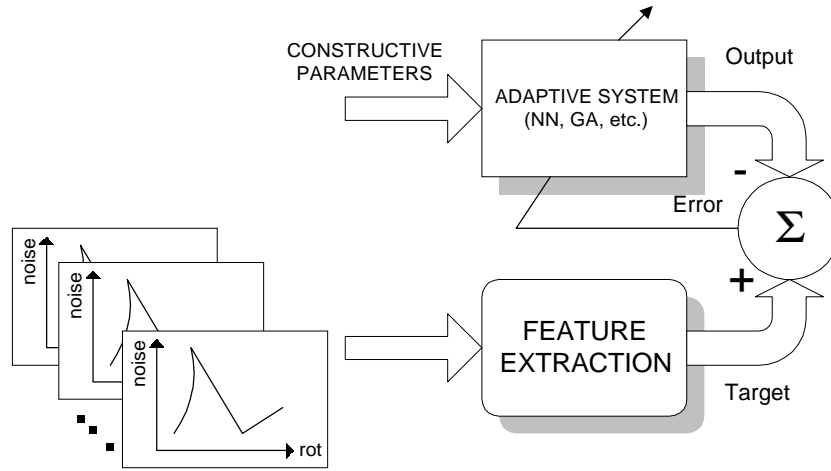 CONSTRUCTIVE
PARAMETERS
ADAPTIVE SYSTEM
(NN, GA, etc.)
Output
-
Error
Σ
+
FEATURE
EXTRACTION
Target
noise
noise
noise
rot